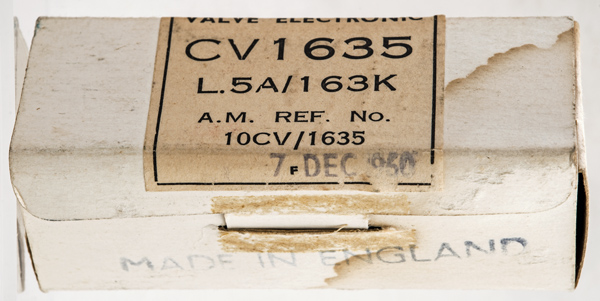 VALVE ELECTRONIC
CV1635
L.5A/163K
A.M. REF. No.
10CV/1635
7 F DEC 1960
MADE IN ENGLAND